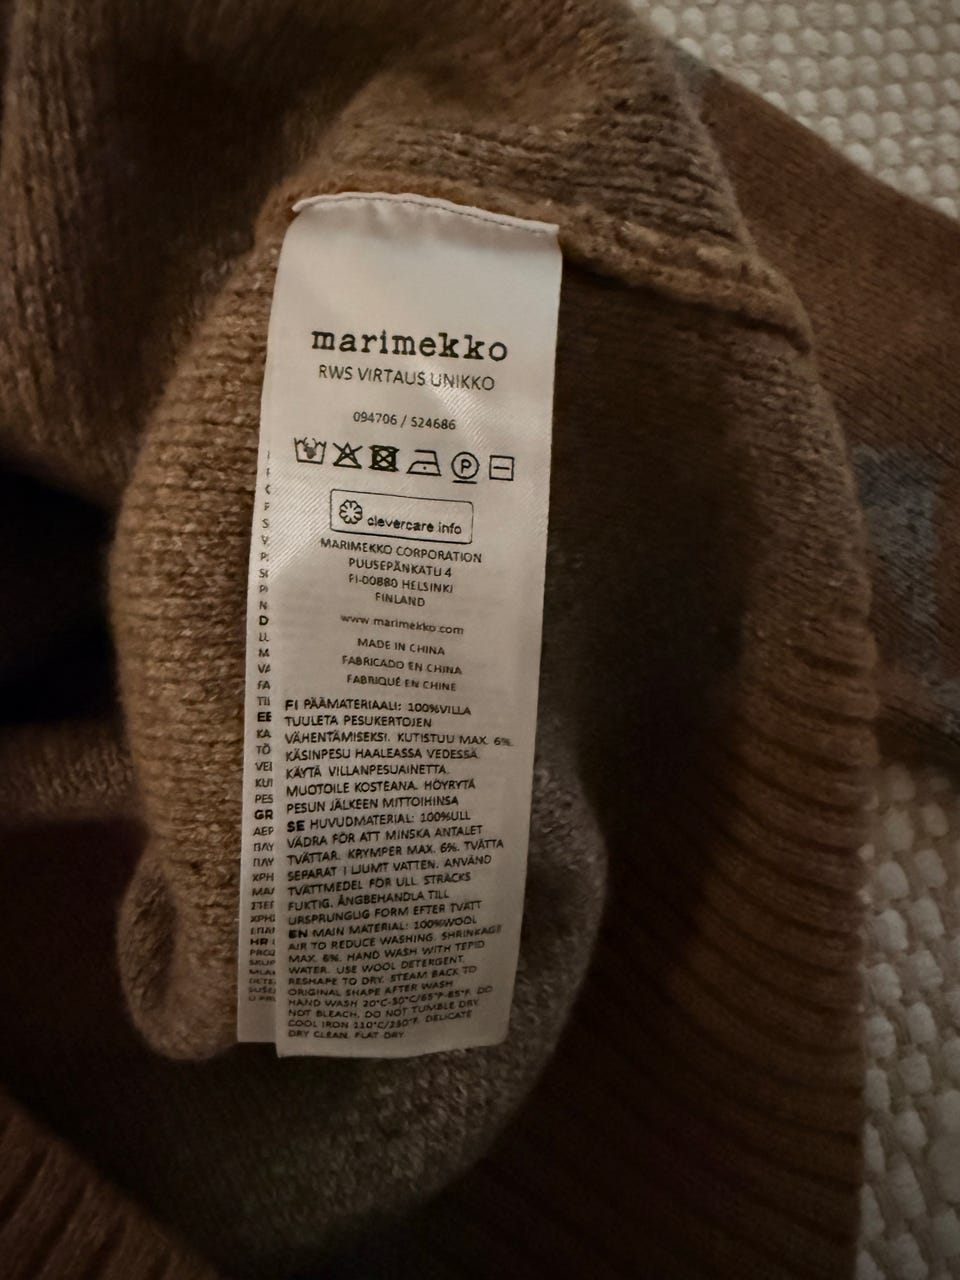 marimekko
RWS VIRTAUS UNIKKO
094706 / 524686
P
clevercare.info
MARIMEKKO CORPORATION
PUUSEPÄNKATU 4
FI-00880 HELSINKI
FINLAND
www.marimekko.com
MADE IN CHINA
FABRICADO EN CHINA
FABRIQUÉ EN CHINE
FI PÄÄMATERIAALI: 100%VILLA
TUULETA PESUKERTOJEN
VÄHENTÄMISEKSI. KUTISTUU MAX. 6%.
KÄSINPESU HAALEASSA VEDESSÄ.
KÄYTÄ VILLANPESUAINETTA.
MUOTOILE KOSTEANA. HÖYRYTÄ
PESUN JÄLKEEN MITTOIHINSA
SE HUVUDMATERIAL: 100%ULL
VÄDRA FÖR ATT MINSKA ANTALET
TVÄTTAR. KRYMPER MAX. 6%. TVÄTTA
SEPARAT I LJUMT VATTEN. ANVÄND
TVÄTTMEDEL FÖR ULL. STRÄCKS
FUKTIG. ÅNGBEHANDLA TILL
URSPRUNGLIG FORM EFTER TVÄTT
EN MAIN MATERIAL: 100%WOOL
AIR TO REDUCE WASHING. SHRINKAGE
MAX. 6%. HAND WASH WITH TEPID
WATER. USE WOOL DETERGENT.
RESHAPE TO DRY. STEAM BACK TO
ORIGINAL SHAPE AFTER WASH
HAND WASH 20°C-30°C/65°F-85°F. DO
NOT BLEACH. DO NOT TUMBLE DRY.
COOL IRON 110°C/230°F. DELICATE
DRY CLEAN. FLAT DRY